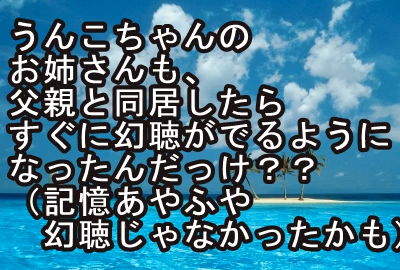 うんこちゃんの
お姉さんも、
父親と同居したら
すぐに幻聴がでるように
なったんだっけ？？
（記憶あやふや
幻聴じゃなかったかも）